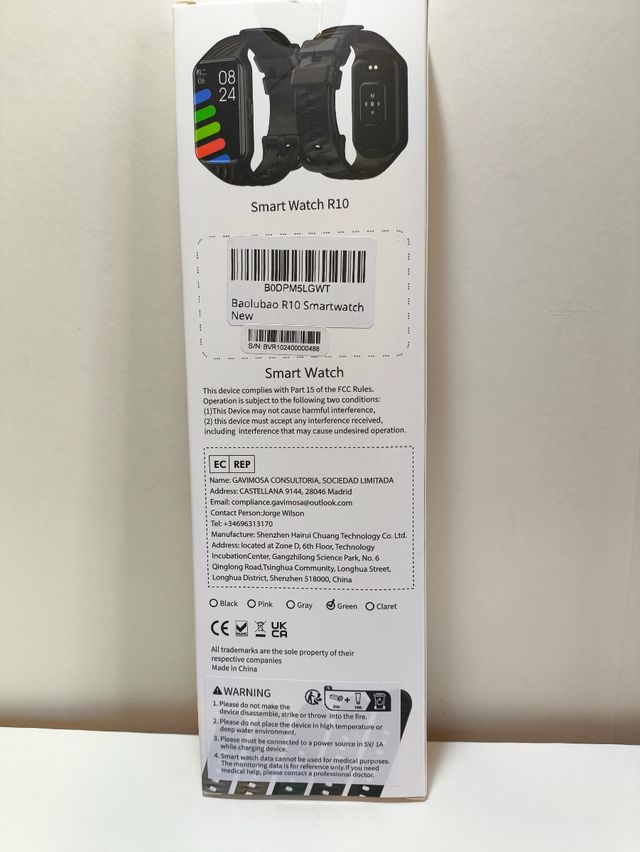 周二
06
08
24
Smart Watch R10
B0DPM5LGWT
Baolubao R10 Smartwatch
New
S/N: BVR102400000488
Smart Watch
This device complies with Part 15 of the FCC Rules.
Operation is subject to the following two conditions:
(1)This Device may not cause harmful interference,
(2) this device must accept any interference received,
including interference that may cause undesired operation.
EC REP
Name: GAVIMOSA CONSULTORIA, SOCIEDAD LIMITADA
Address: CASTELLANA 9144, 28046 Madrid
Email: compliance.gavimosa@outlook.com
Contact Person:Jorge Wilson
Tel: +34696313170
Manufacture: Shenzhen Hairui Chuang Technology Co. Ltd.
Address: located at Zone D, 6th Floor, Technology
IncubationCenter, Gangzhilong Science Park, No. 6
Qinglong Road,Tsinghua Community, Longhua Street,
Longhua District, Shenzhen 518000, China
Black Pink Gray Green Claret
CE UK
CA
All trademarks are the sole property of their
respective companies
Made in China
WARNING
1. Please do not make the
device disassemble, strike or throw into the fire.
2. Please do not place the device in high temperature or
deep water environment.
3. Please must be connected to a power source in 5V/ 1A
while charging device.
4. Smart watch data cannot be used for medical purposes.
The monitoring data is for reference only.If you need
medical help, please contact a professional doctor.